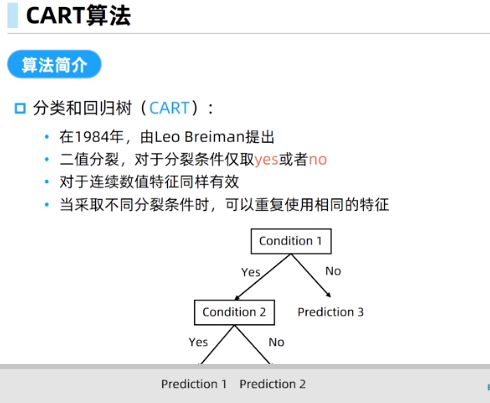 CART算法
算法简介
分类和回归树（CART）：
在1984年，由Leo Breiman提出
二值分裂，对于分裂条件仅取yes或者no
对于连续数值特征同样有效
当采取不同分裂条件时，可以重复使用相同的特征
Condition 1
Yes
No
Condition 2
Prediction 3
Yes
No
Prediction 1
Prediction 2